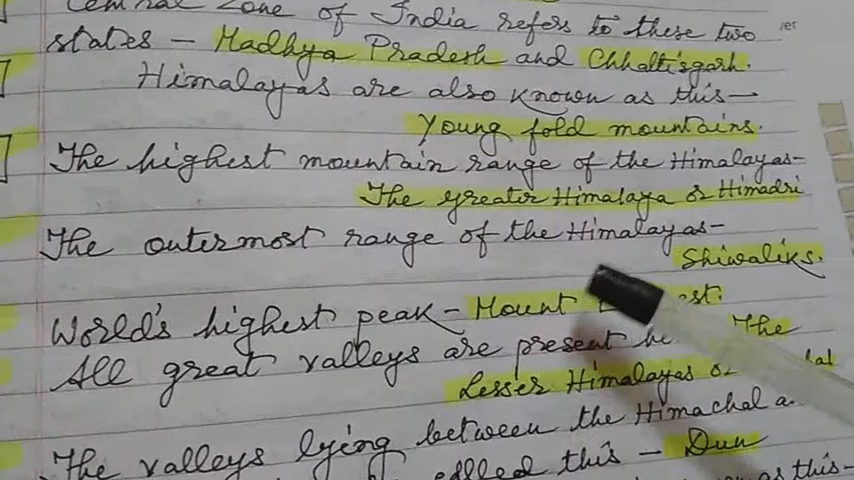 Central Zone of India refers to these two
states - Madhya Pradesh and Chhattisgarh.
Himalayas are also known as this -
Young fold mountains.
The highest mountain range of the Himalayas-
The greater Himalaya or Himadri
The outermost range of the Himalayas-
Shiwaliks.
World's highest peak - Mount
All great valleys are present The
Lesser Himalayas
The valleys lying between the Himachal
this - Dun
as this-